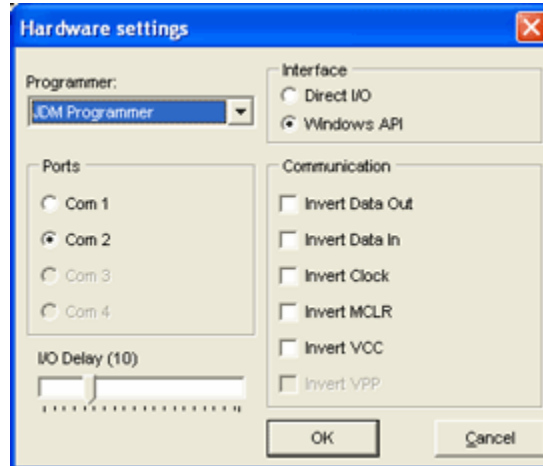 Hardware settings
Programmer:
JDM Programmer
Interface
Direct I/O
Windows API
Ports
Com 1
Com 2
Com 3
Com 4
Communication
Invert Data Out
Invert Data In
Invert Clock
Invert MCLR
Invert VCC
Invert VPP
I/O Delay (10)
OK
Cancel